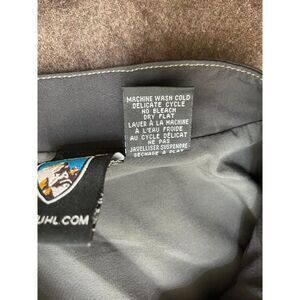 MACHINE WASH COLD
DELICATE CYCLE
NO BLEACH
DRY FLAT
LAVER À LA MACHINE
À L'EAU FROIDE
AU CYCLE DÉLICAT
NE PAS
JAVELLISER SUSPENDRE
SECHAGE A PLAT
UHL.COM